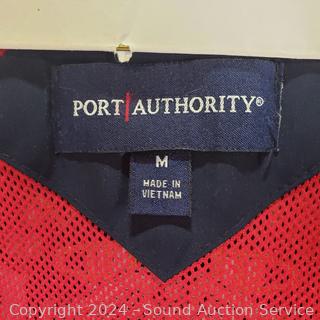 PORT|AUTHORITY®
M
MADE IN
VIETNAM
Copyright 2024 - Sound Auction Service